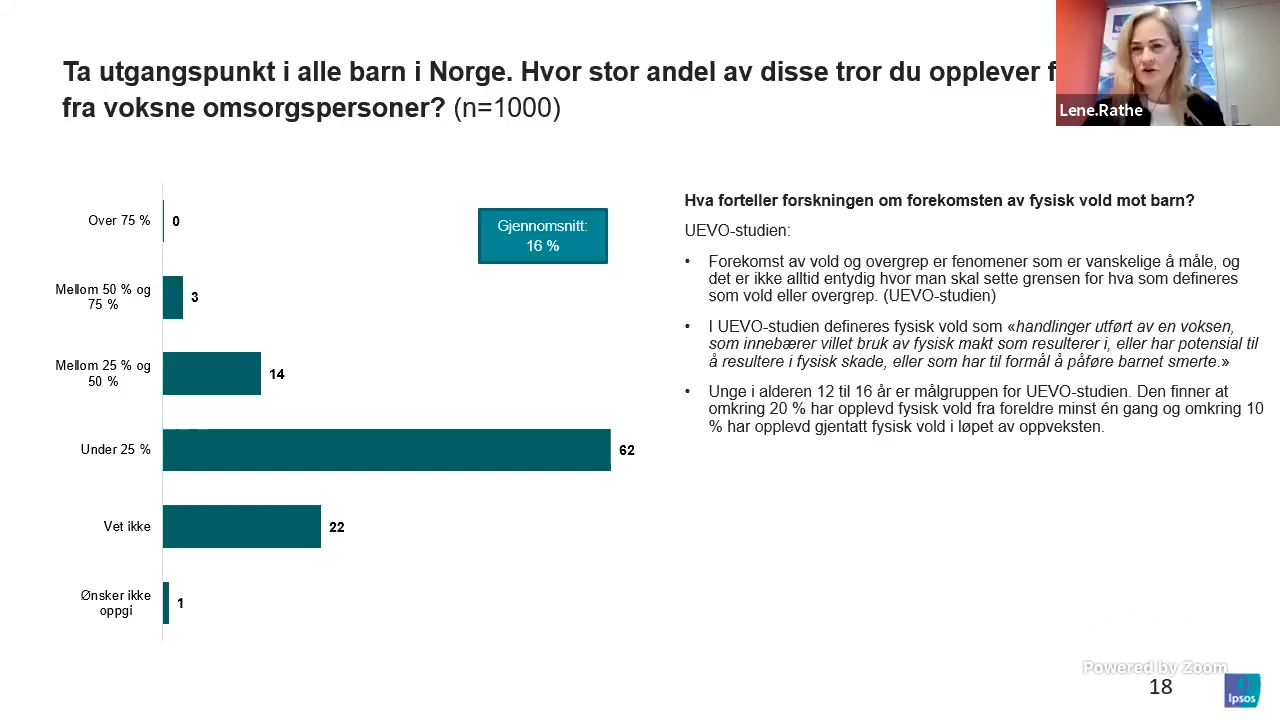 Ta utgangspunkt i alle barn i Norge. Hvor stor andel av disse tror du opplever f
fra voksne omsorgspersoner? (n=1000)
Lene.Rathe
Over 75 %
0
Mellom 50 % og
75 %
3
Mellom 25 % og
50 %
14
Under 25 %
62
Vet ikke
22
Ønsker ikke
oppgi
1
Gjennomsnitt:
16 %
Hva forteller forskningen om forekomsten av fysisk vold mot barn?
UEVO-studien:
• Forekomst av vold og overgrep er fenomener som er vanskelige å måle, og
det er ikke alltid entydig hvor man skal sette grensen for hva som defineres
som vold eller overgrep. (UEVO-studien)
• I UEVO-studien defineres fysisk vold som «handlinger utført av en voksen,
som innebærer villet bruk av fysisk makt som resulterer i, eller har potensial til
å resultere i fysisk skade, eller som har til formål å påføre barnet smerte.»
• Unge i alderen 12 til 16 år er målgruppen for UEVO-studien. Den finner at
omkring 20 % har opplevd fysisk vold fra foreldre minst én gang og omkring 10
% har opplevd gjentatt fysisk vold i løpet av oppveksten.
Powered by Zoom
18
Ipsos